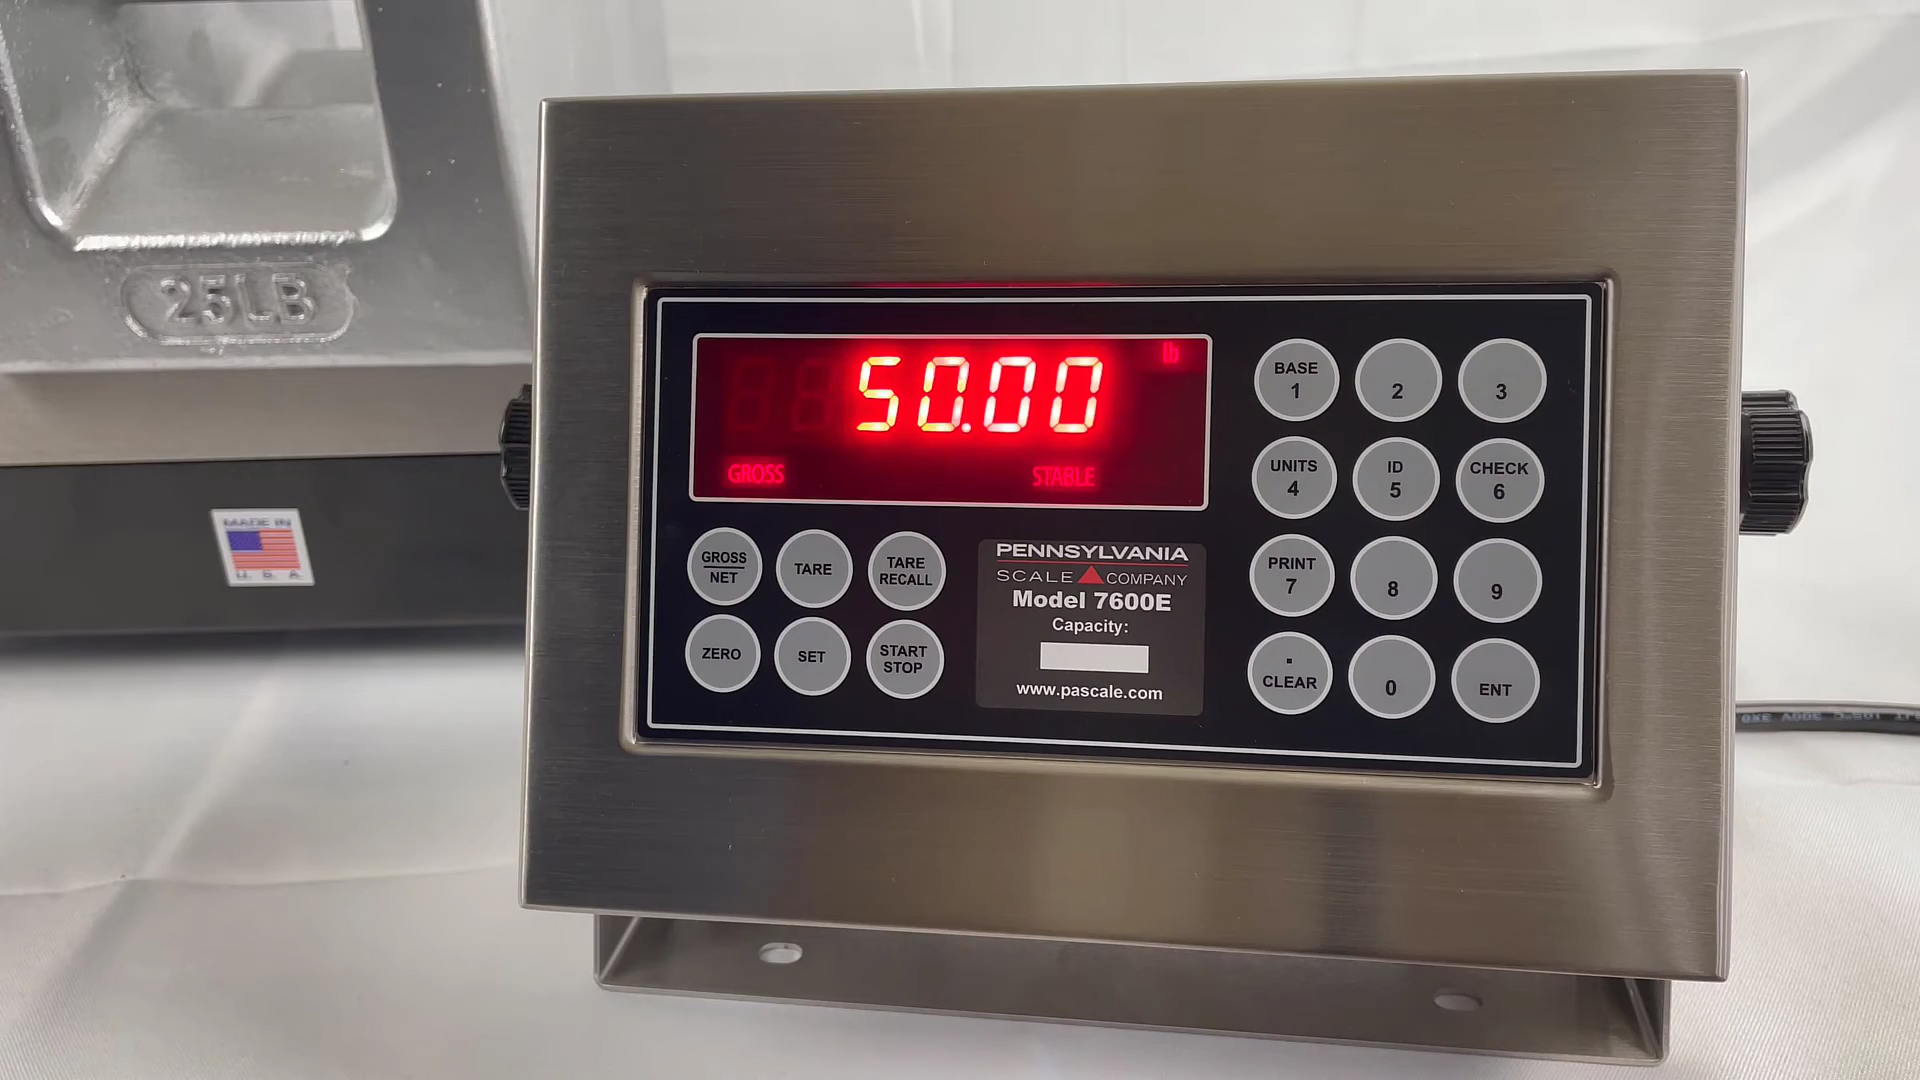 25LB
MADE IN
U.S.A.
50.00
lb
GROSS
STABLE
GROSS
NET
TARE
TARE
RECALL
ZERO
SET
START
STOP
PENNSYLVANIA
SCALE COMPANY
Model 7600E
Capacity:
www.pascale.com
BASE
1
2
3
UNITS
4
ID
5
CHECK
6
PRINT
7
8
9
.
CLEAR
0
ENT